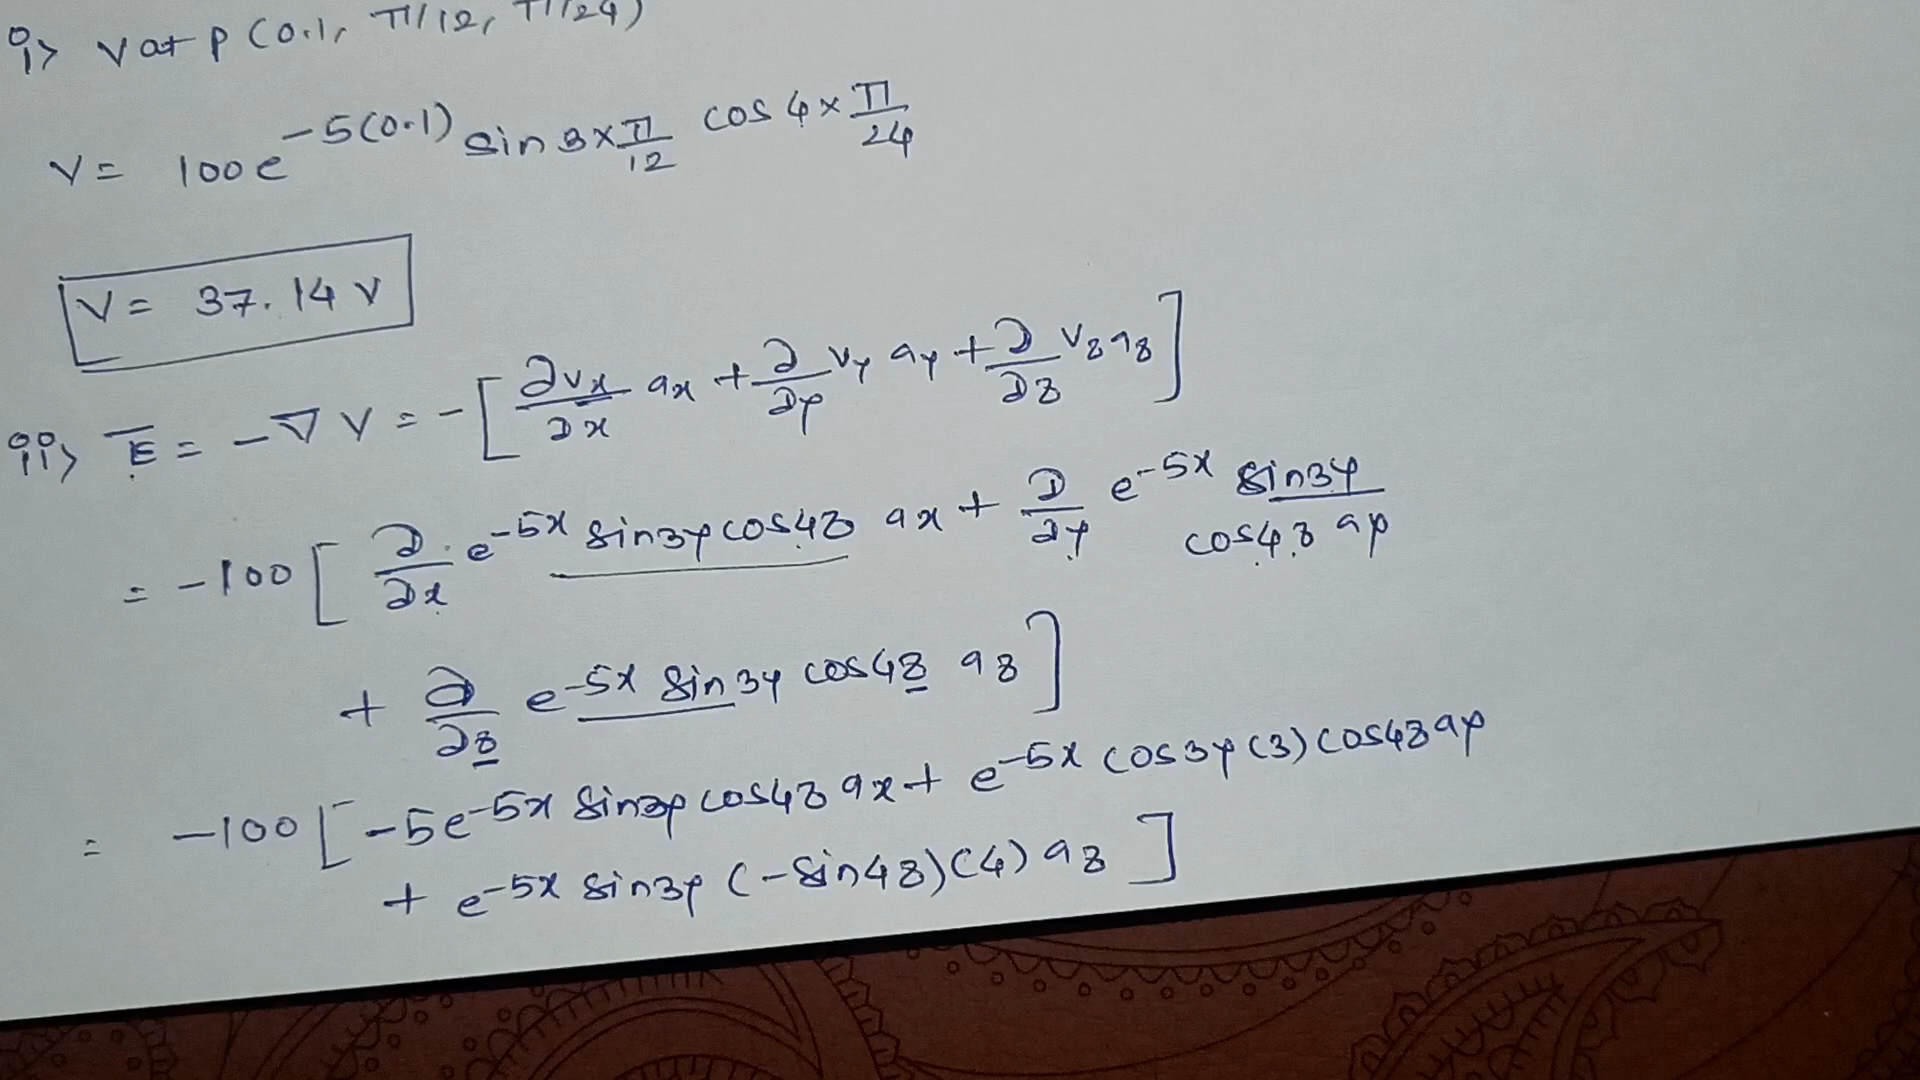 i> V at P (0.1, π/12, π/24)
V = 100e^-5(0.1) sin 3×π/12 cos 4×π/24
V = 37.14 V
ii> E̅ = -∇V = -[∂Vx/∂x ax + ∂/∂y Vy ay + ∂/∂z Vz az]
= -100 [∂/∂x e^-5x sin3y cos4z ax + ∂/∂y e^-5x sin3y cos4z ay
+ ∂/∂z e^-5x sin3y cos4z az]
= -100 [-5e^-5x sin3y cos4z ax + e^-5x cos3y (3) cos4z ay
+ e^-5x sin3y (-sin4z)(4) az]